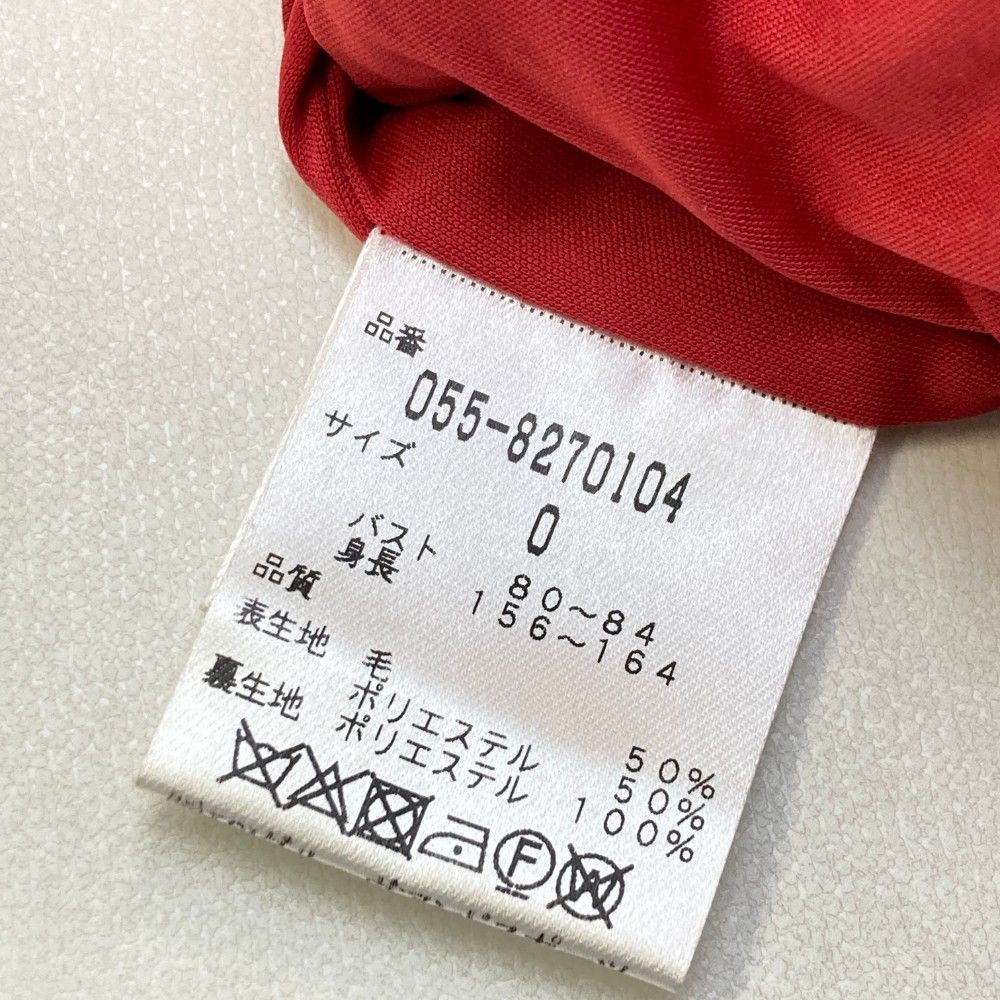 品番
055-8270104
サイズ 0
バスト 80~84
身長 156~164
品質
表生地 毛 50%
ポリエステル 50%
裏生地 ポリエステル 100%
F W